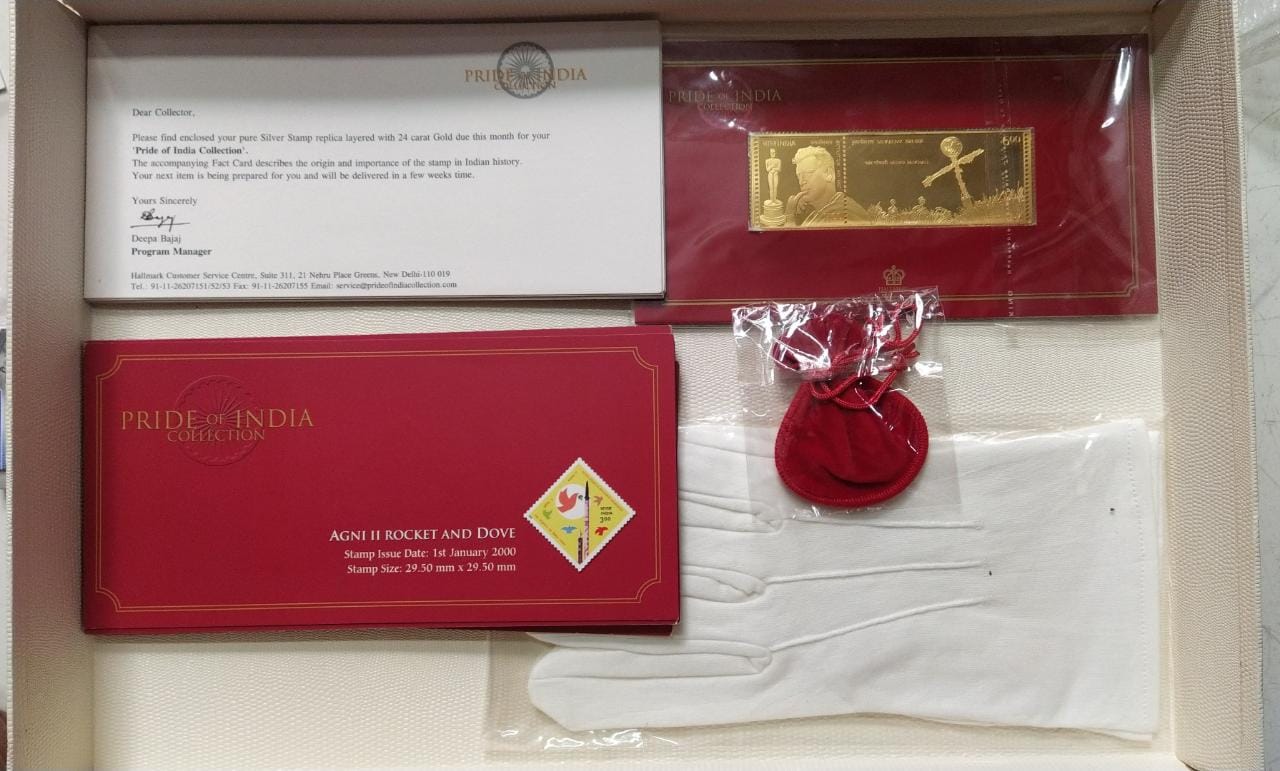 PRIDE OF INDIA
COLLECTION
Dear Collector,
Please find enclosed your pure Silver Stamp replica layered with 24 carat Gold due this month for your
'Pride of India Collection'.
The accompanying Fact Card describes the origin and importance of the stamp in Indian history.
Your next item is being prepared for you and will be delivered in a few weeks time.
Yours Sincerely
Deepa Bajaj
Program Manager
Hallmark Customer Service Centre, Suite 311, 21 Nehru Place Greens, New Delhi-110 019
Tel.: 91-11-26207151/52/53 Fax: 91-11-26207155 Email: service@prideofindiacollection.com
PRIDE OF INDIA
COLLECTION
PRIDE OF INDIA
COLLECTION
AGNI II ROCKET AND DOVE
Stamp Issue Date: 1st January 2000
Stamp Size: 29.50 mm x 29.50 mm
INDIA
300